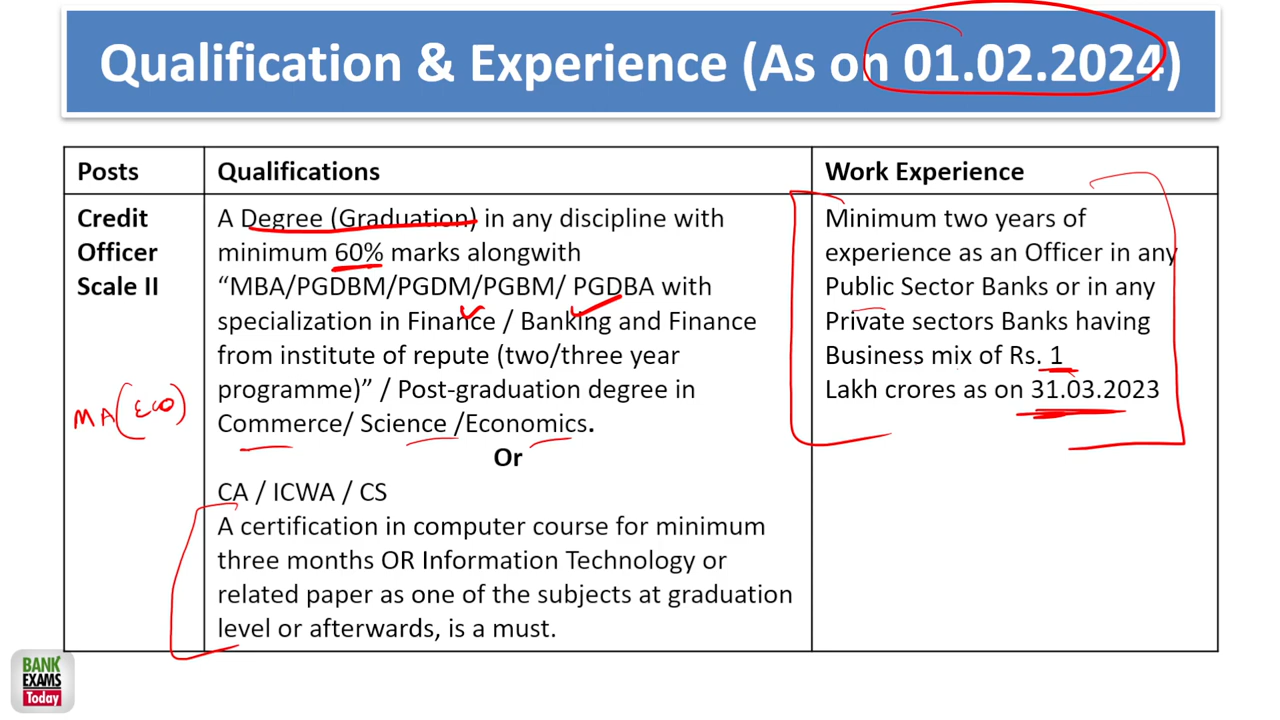 Qualification & Experience (As on 01.02.2024)
Posts
Qualifications
Work Experience
Credit
Officer
Scale II
A Degree (Graduation) in any discipline with
minimum 60% marks alongwith
“MBA/PGDBM/PGDM/PGBM/ PGDBA with
specialization in Finance / Banking and Finance
from institute of repute (two/three year
programme)” / Post-graduation degree in
Commerce/ Science /Economics.
Or
CA / ICWA / CS
A certification in computer course for minimum
three months OR Information Technology or
related paper as one of the subjects at graduation
level or afterwards, is a must.
Minimum two years of
experience as an Officer in any
Public Sector Banks or in any
Private sectors Banks having
Business mix of Rs. 1
Lakh crores as on 31.03.2023
MA (Eco)
BANK
EXAMS
Today